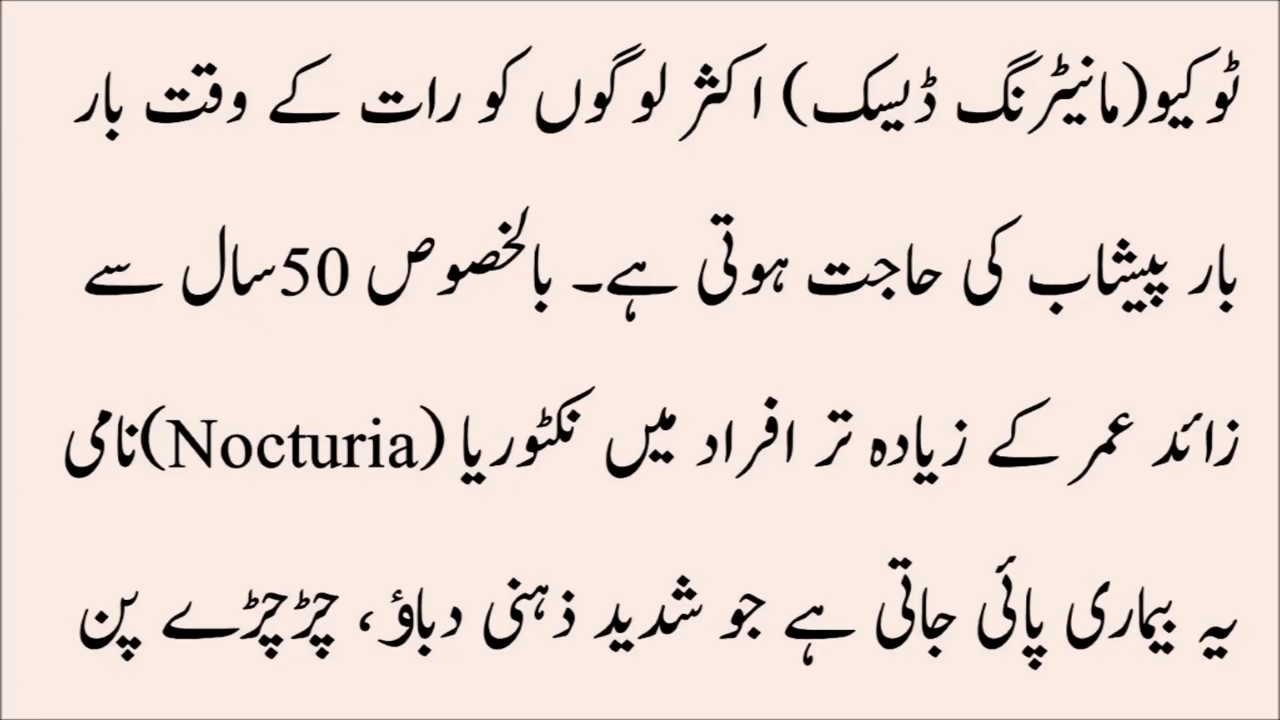 ٹوکیو(مانیٹرنگ ڈیسک) اکثر لوگوں کو رات کے وقت بار
بار پیشاب کی حاجت ہوتی ہے۔ بالخصوص 50سال سے
زائد عمر کے زیادہ تر افراد میں نکٹوریا (Nocturia)نامی
یہ بیماری پائی جاتی ہے جو شدید ذہنی دباؤ، چڑچڑے پن